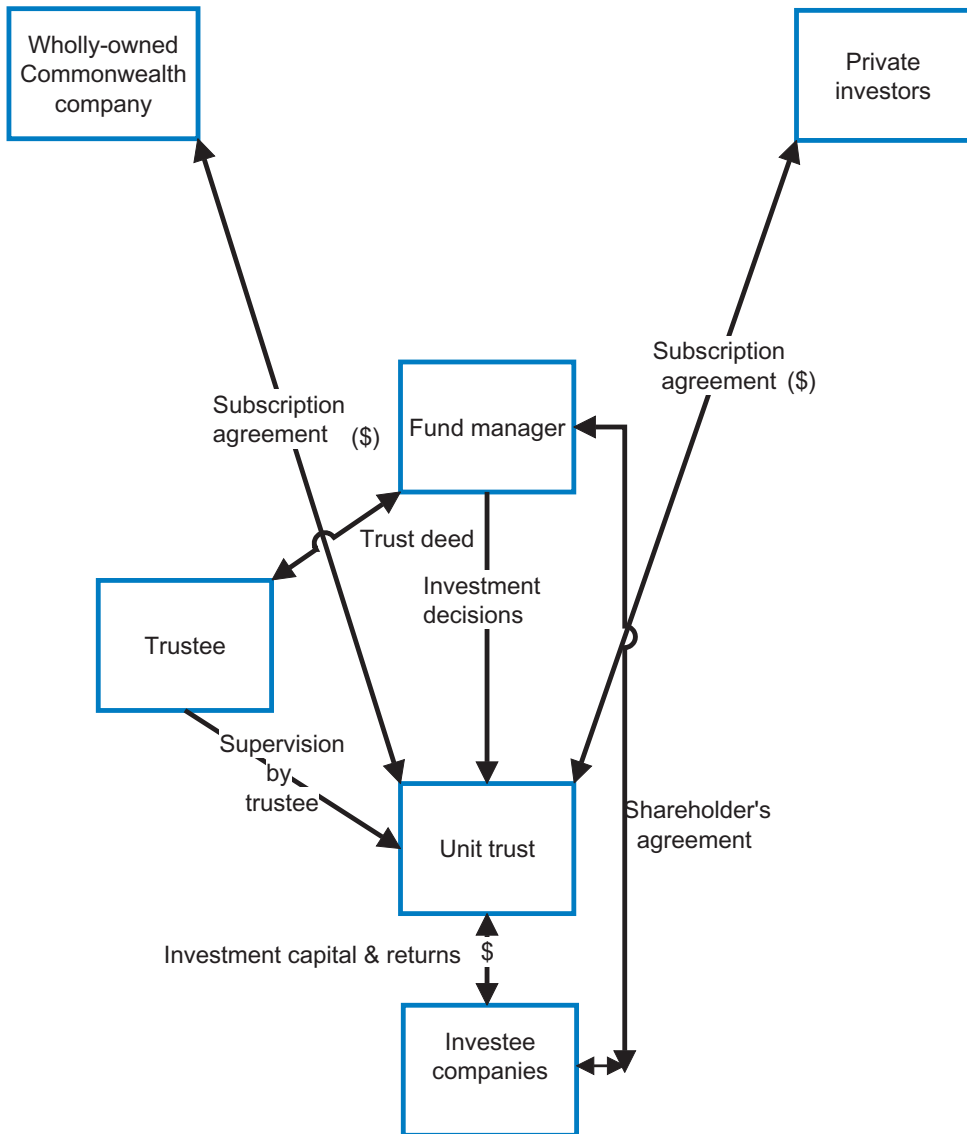 Wholly-owned
Commonwealth
company
Private
investors
Subscription
agreement ($)
Subscription
agreement ($)
Fund manager
Trust deed
Investment
decisions
Trustee
Supervision
by
trustee
Unit trust
Shareholder's
agreement
Investment capital & returns $
Investee
companies